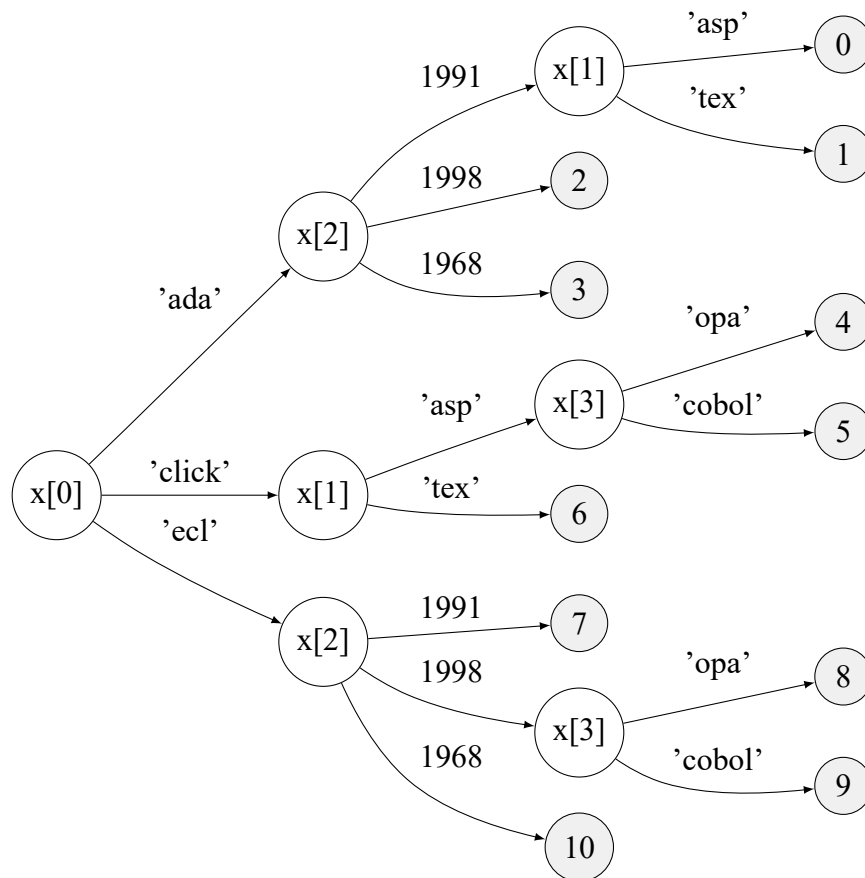 ’asp’
0
1991
x[1]
’tex’
1
1998
2
x[2]
1968
3
’ada’
’opa’
4
’asp’
x[3]
’cobol’
5
’click’
x[0]
x[1]
’tex’
6
’ecl’
1991
7
x[2]
’opa’
8
1998
x[3]
’cobol’
1968
9
10